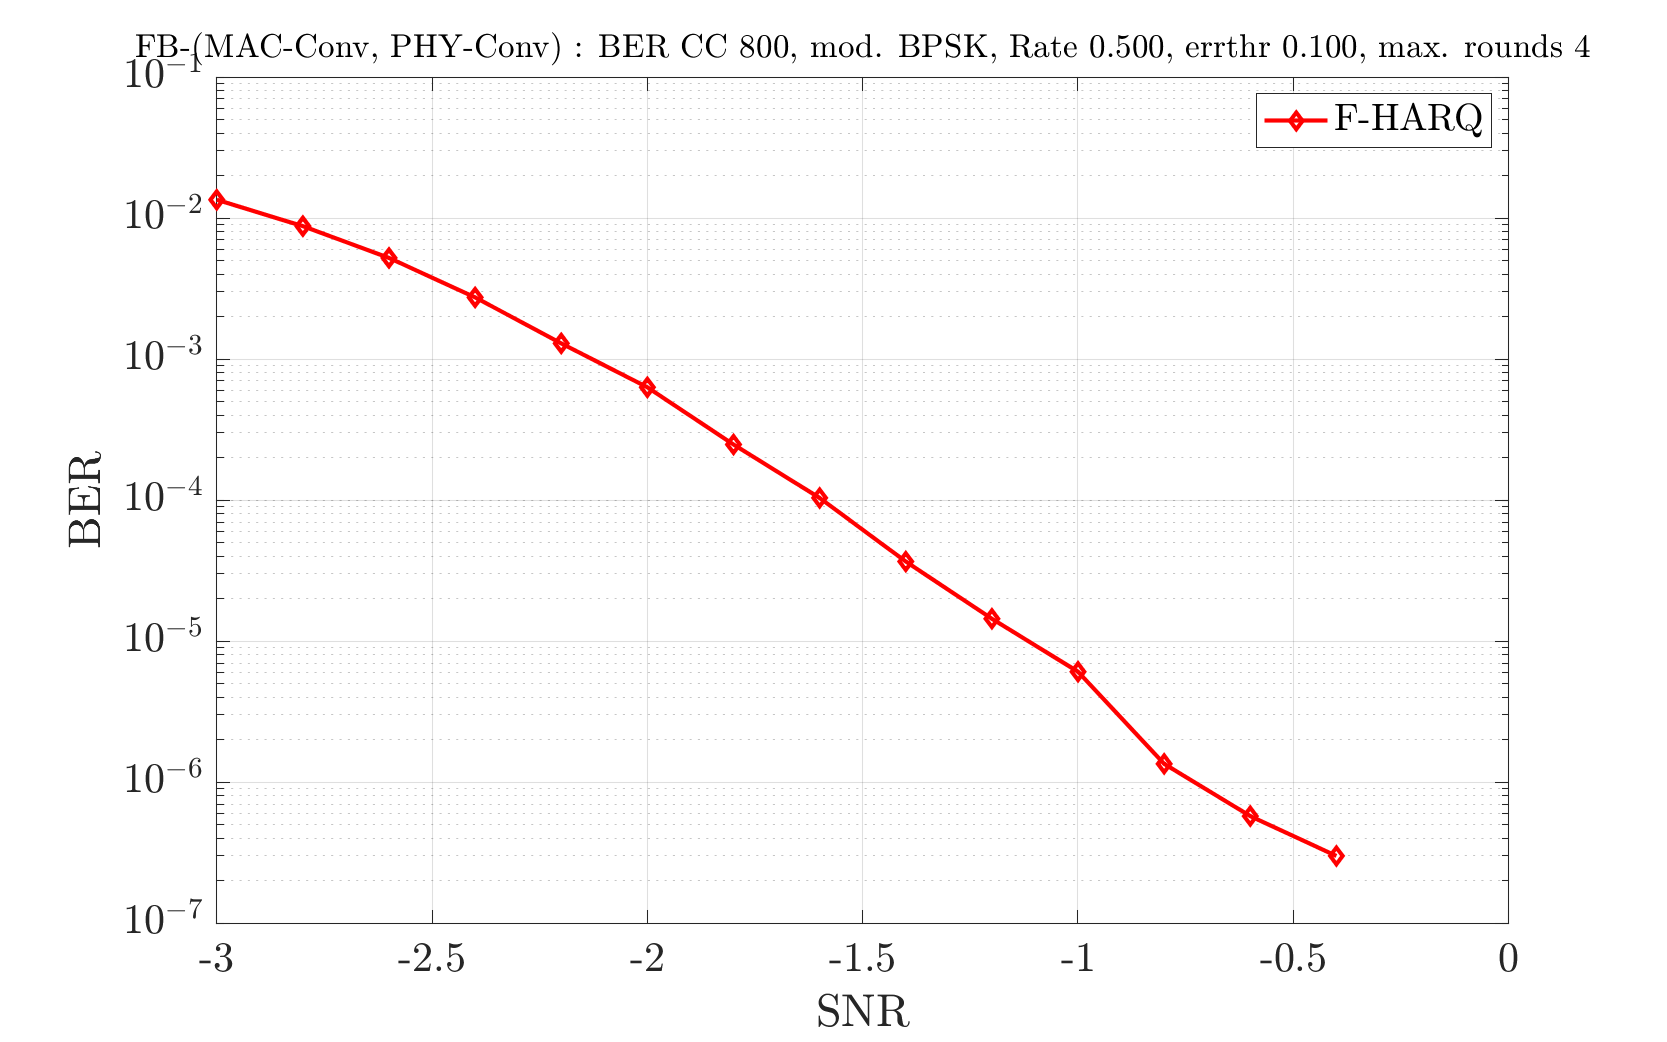 FB-(MAC-Conv, PHY-Conv) : BER CC 800, mod. BPSK, Rate 0.500, errthr 0.100, max. rounds 4
F-HARQ
10^-1
10^-2
10^-3
10^-4
10^-5
10^-6
10^-7
BER
-3 -2.5 -2 -1.5 -1 -0.5 0
SNR